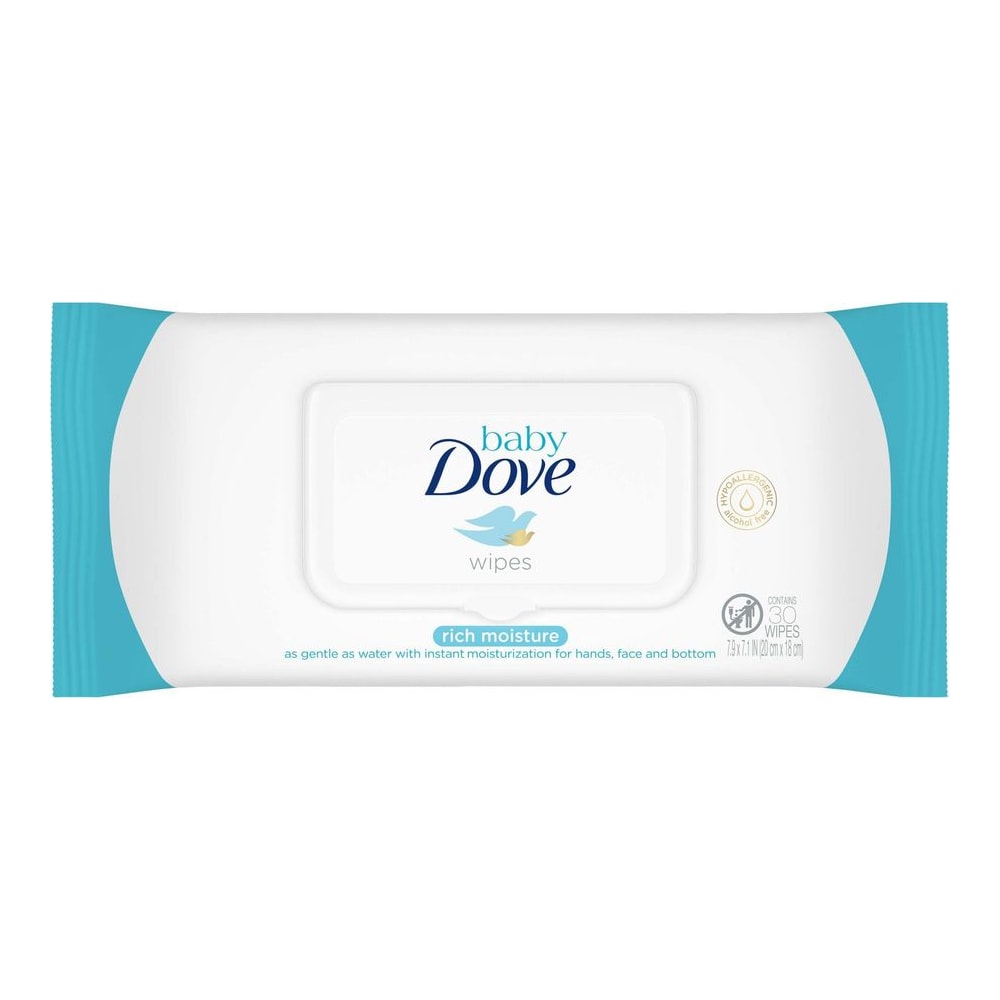 baby
Dove
wipes
HYPOALLERGENIC
alcohol free
rich moisture
as gentle as water with instant moisturization for hands, face and bottom
CONTAINS
30
WIPES
7.9 x 7.1 IN (20 cm x 18 cm)